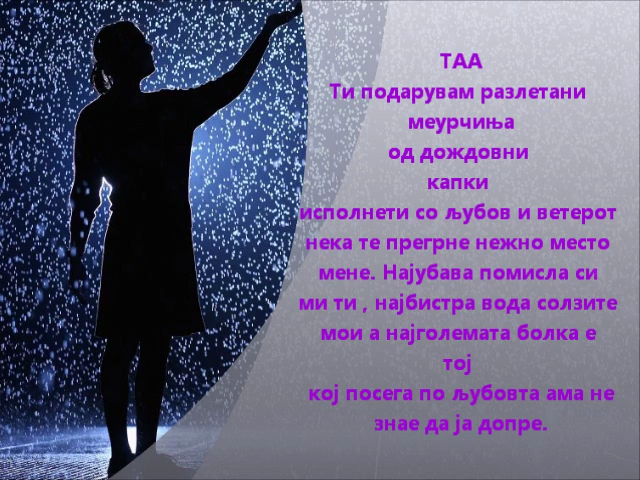 ТАА
Ти подарувам разлетани
меурчиња
од дождовни
капки
исполнети со љубов и ветерот
нека те прегрне нежно место
мене. Најубава помисла си
ми ти , најбистра вода солзите
мои а најголемата болка е
тој
кој посега по љубовта ама не
знае да ја допре.